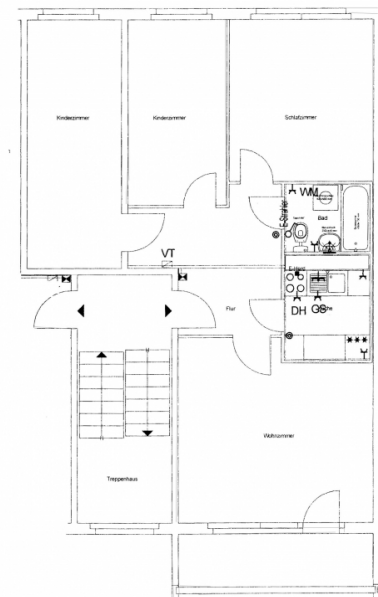 Kinderzimmer
Kinderzimmer
Schlafzimmer
WM
Bad
VT
DH
GS
Flur
Wohnzimmer
Treppenhaus